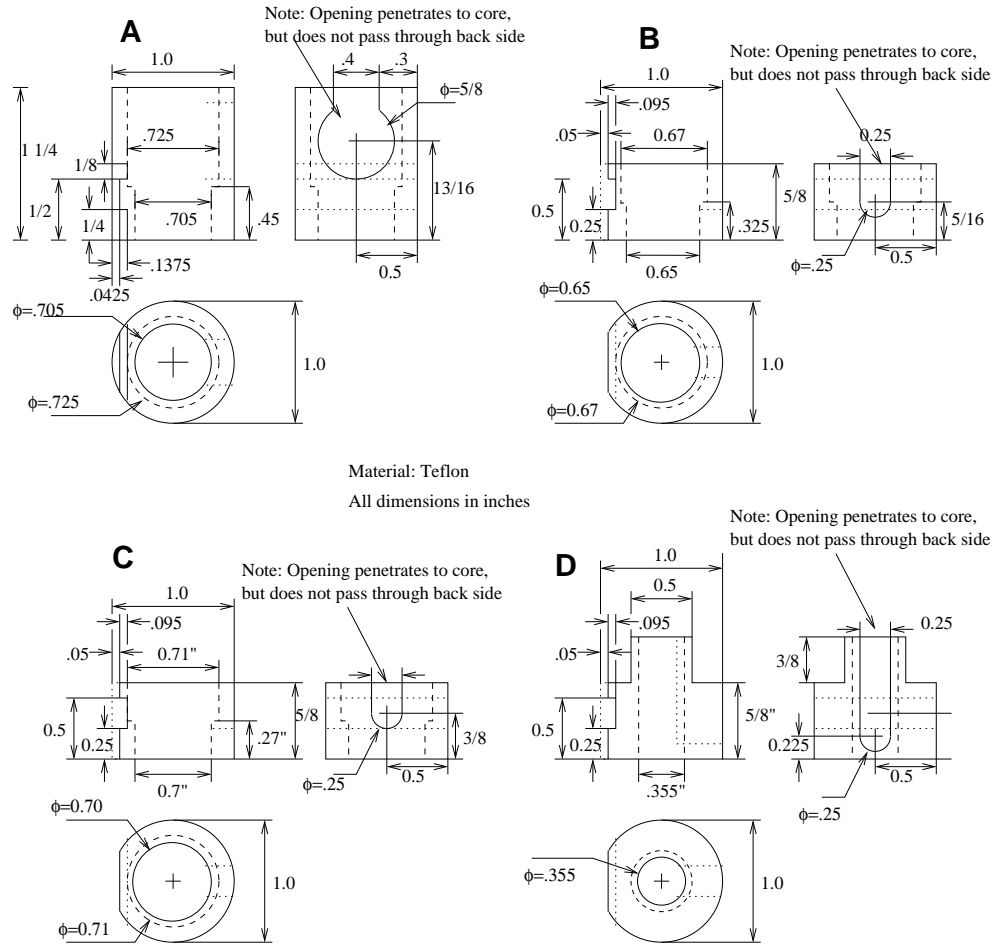 A
Note: Opening penetrates to core,
but does not pass through back side
1.0
.4
.3
ϕ=5/8
.725
1 1/4
1/8
1/2
1/4
.705
.45
13/16
.1375
.0425
0.5
ϕ=.705
1.0
ϕ=.725
B
Note: Opening penetrates to core,
but does not pass through back side
1.0
.095
.05
0.67
0.25
0.5
0.25
.325
5/8
5/16
0.65
ϕ=.25
0.5
ϕ=0.65
1.0
ϕ=0.67
Material: Teflon
All dimensions in inches
C
Note: Opening penetrates to core,
but does not pass through back side
1.0
.095
.05
0.71"
0.5
0.25
5/8
.27"
3/8
0.7"
ϕ=.25
0.5
ϕ=0.70
1.0
ϕ=0.71
D
Note: Opening penetrates to core,
but does not pass through back side
1.0
0.5
.095
.05
0.25
3/8
0.5
0.25
5/8"
0.225
.355"
0.5
ϕ=.25
ϕ=.355
1.0